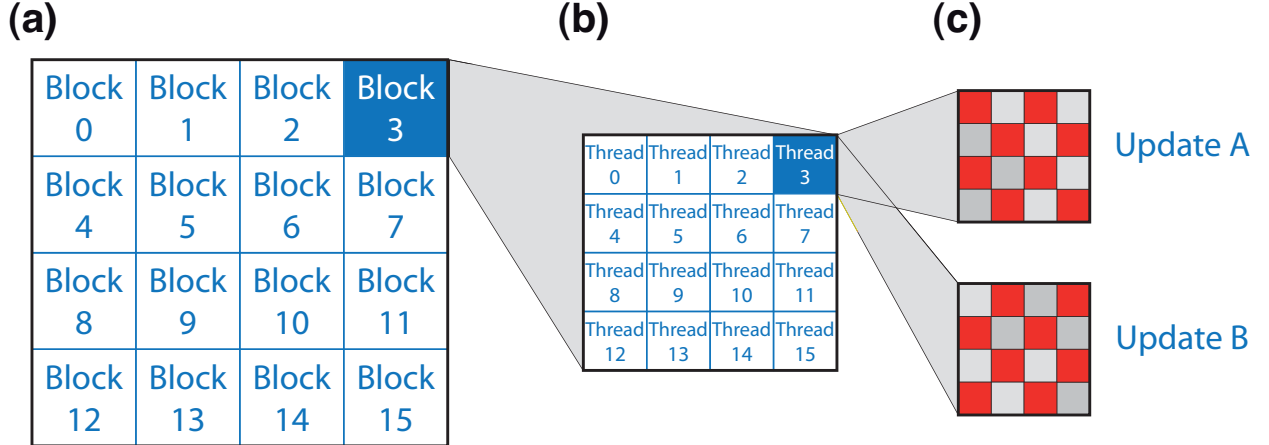 (a)
(b)
(c)
Block Block Block Block
0 1 2 3
Block Block Block Block
4 5 6 7
Block Block Block Block
8 9 10 11
Block Block Block Block
12 13 14 15
Thread Thread Thread Thread
0 1 2 3
Thread Thread Thread Thread
4 5 6 7
Thread Thread Thread Thread
8 9 10 11
Thread Thread Thread Thread
12 13 14 15
Update A
Update B